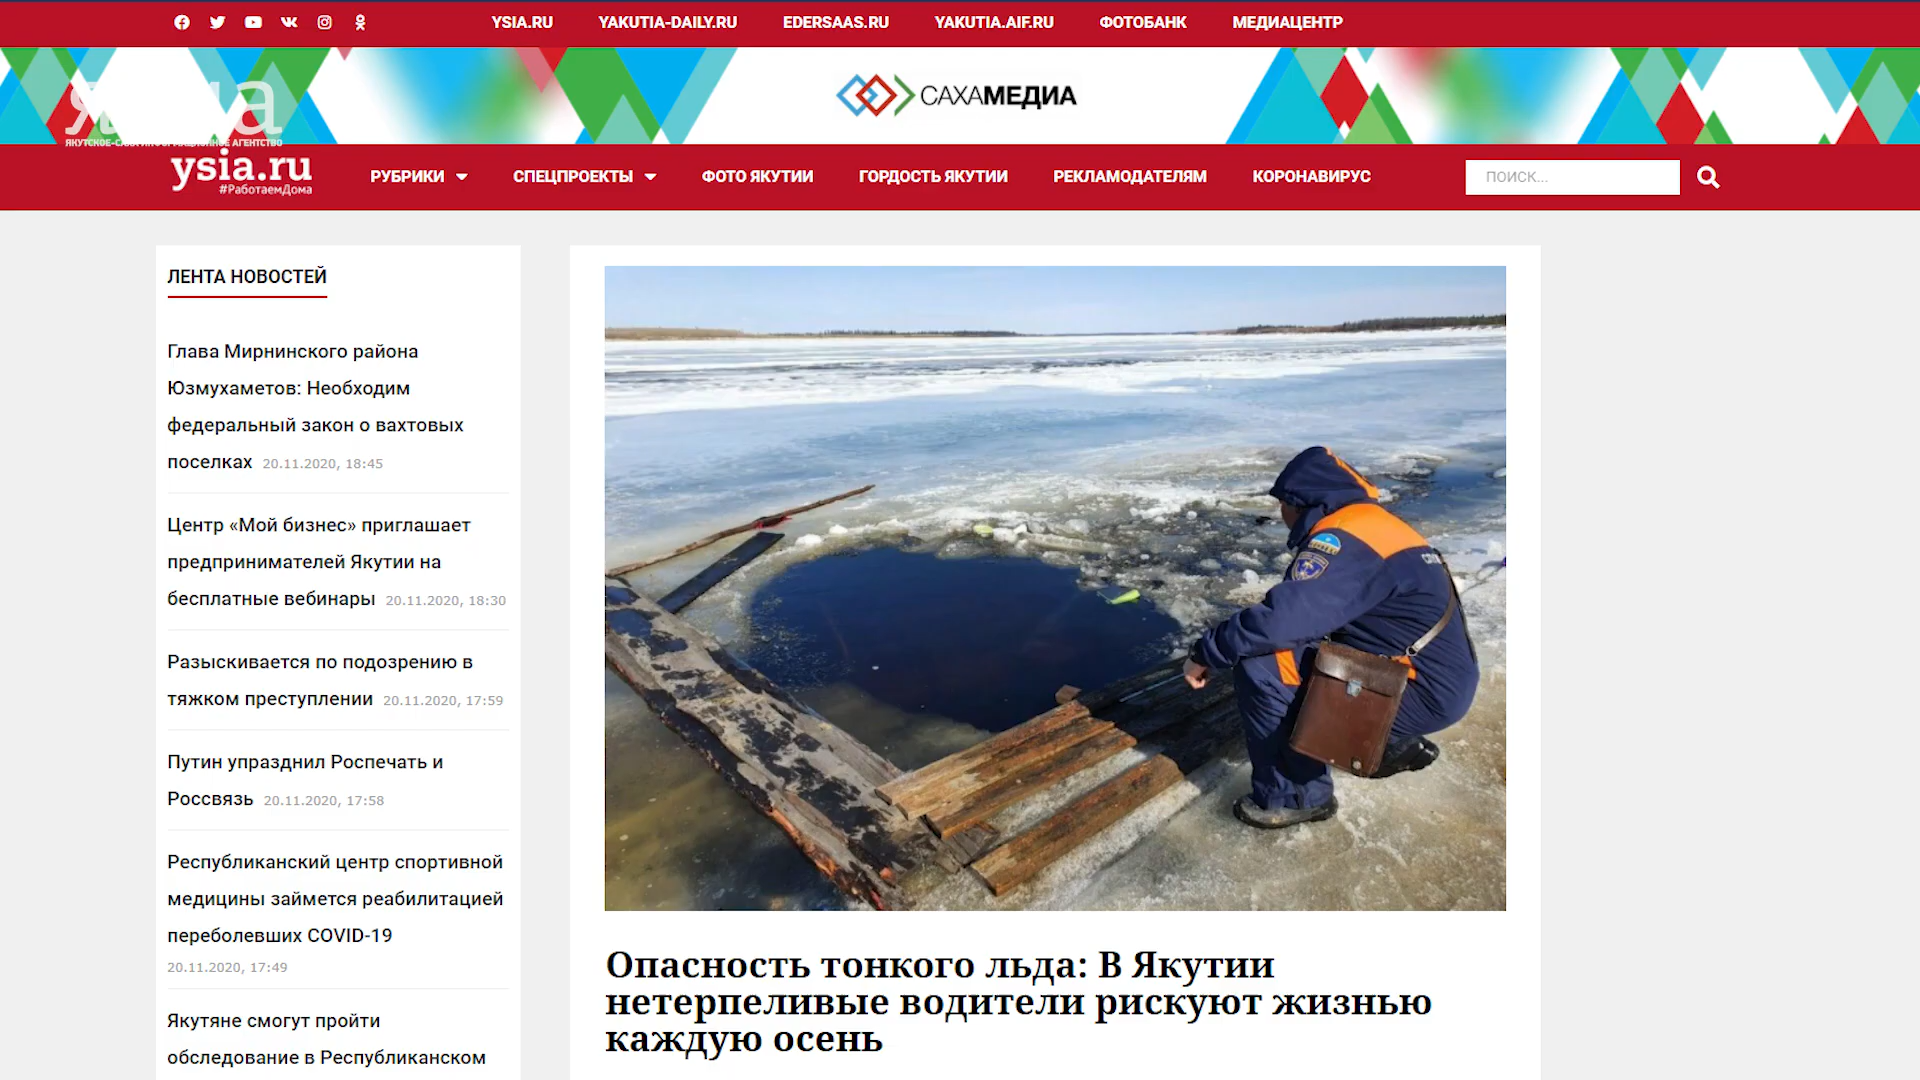 YSIA.RU YAKUTIA-DAILY.RU EDERSAAS.RU YAKUTIA.AIF.RU ФОТОБАНК МЕДИАЦЕНТР
САХАМЕДИА
ЯКУТСКОЕ-САХА ИНФОРМАЦИОННОЕ АГЕНТСТВО
ysia.ru
#РаботаемДома
РУБРИКИ СПЕЦПРОЕКТЫ ФОТО ЯКУТИИ ГОРДОСТЬ ЯКУТИИ РЕКЛАМОДАТЕЛЯМ КОРОНАВИРУС ПОИСК...
ЛЕНТА НОВОСТЕЙ
Глава Мирнинского района
Юзмухаметов: Необходим
федеральный закон о вахтовых
поселках 20.11.2020, 18:45
Центр «Мой бизнес» приглашает
предпринимателей Якутии на
бесплатные вебинары 20.11.2020, 18:30
Разыскивается по подозрению в
тяжком преступлении 20.11.2020, 17:59
Путин упразднил Роспечать и
Россвязь 20.11.2020, 17:58
Республиканский центр спортивной
медицины займется реабилитацией
переболевших COVID-19
20.11.2020, 17:49
Якутяне смогут пройти
обследование в Республиканском
Опасность тонкого льда: В Якутии
нетерпеливые водители рискуют жизнью
каждую осень